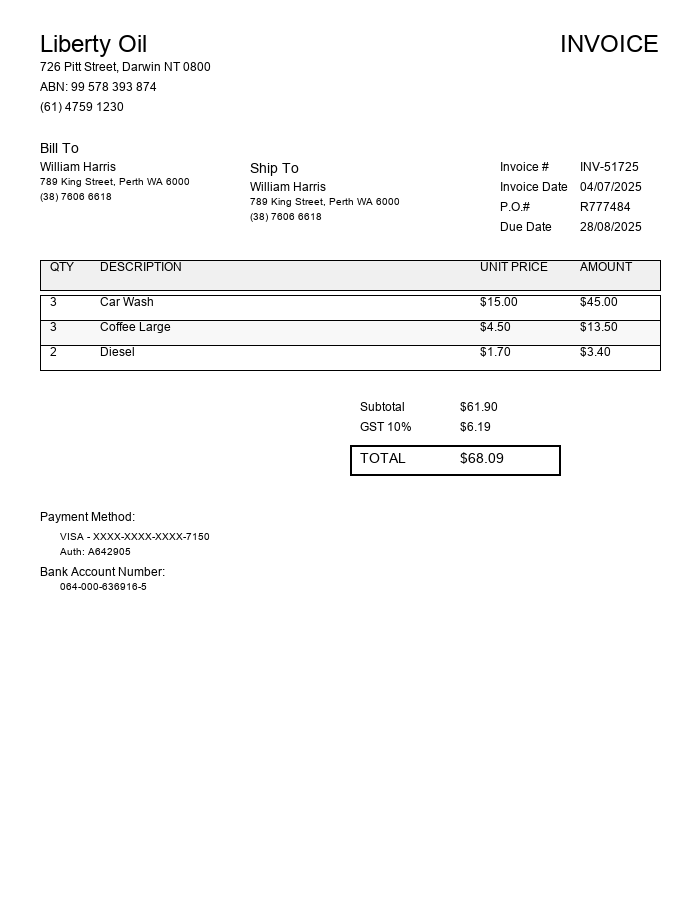 Liberty Oil
INVOICE
726 Pitt Street, Darwin NT 0800
ABN: 99 578 393 874
(61) 4759 1230
Bill To
William Harris
789 King Street, Perth WA 6000
(38) 7606 6618
Ship To
William Harris
789 King Street, Perth WA 6000
(38) 7606 6618
Invoice # INV-51725
Invoice Date 04/07/2025
P.O.# R777484
Due Date 28/08/2025
QTY DESCRIPTION UNIT PRICE AMOUNT
3 Car Wash $15.00 $45.00
3 Coffee Large $4.50 $13.50
2 Diesel $1.70 $3.40
Subtotal $61.90
GST 10% $6.19
TOTAL $68.09
Payment Method:
VISA - XXXX-XXXX-XXXX-7150
Auth: A642905
Bank Account Number:
064-000-636916-5